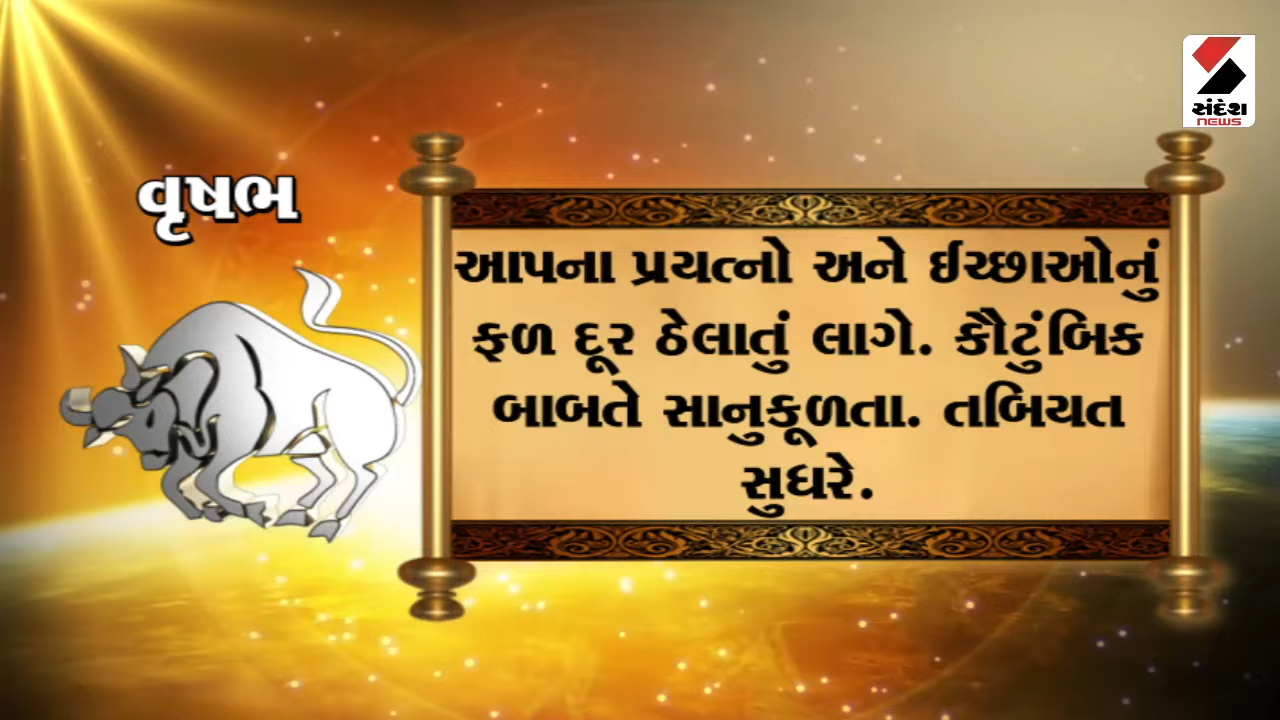 સંદેશ
NEWS
વૃષભ
આપના પ્રયત્નો અને ઈચ્છાઓનું
ફળ દૂર ઠેલાતું લાગે. કૌટુંબિક
બાબતે સાનુકૂળતા. તબિયત
સુધરે.